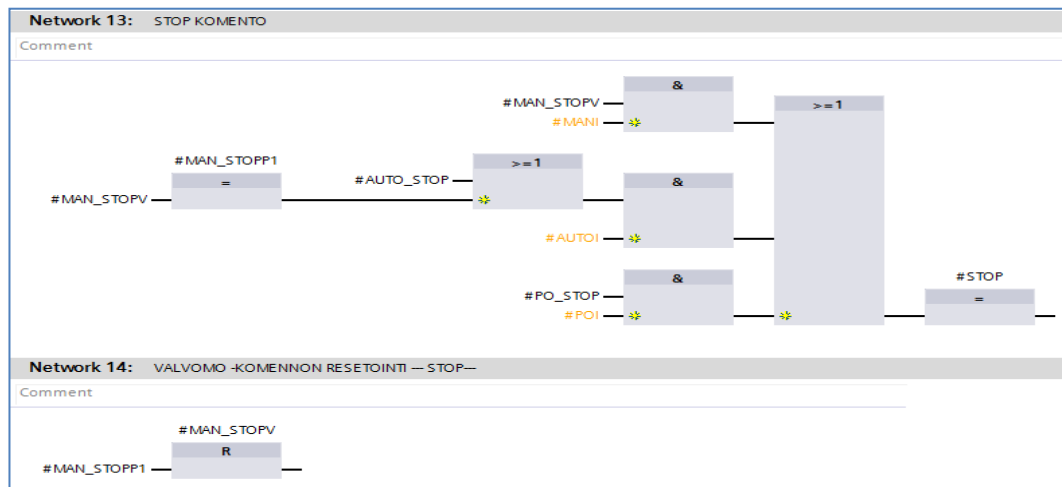 Network 13: STOP KOMENTO
Comment
&
#MAN_STOPV
#MANI
>=1
#MAN_STOPP1
=
#MAN_STOPV
>=1
#AUTO_STOP
&
#AUTOI
&
#PO_STOP
#POI
#STOP
=
Network 14: VALVOMO -KOMENNON RESETOINTI --- STOP---
Comment
#MAN_STOPV
R
#MAN_STOPP1